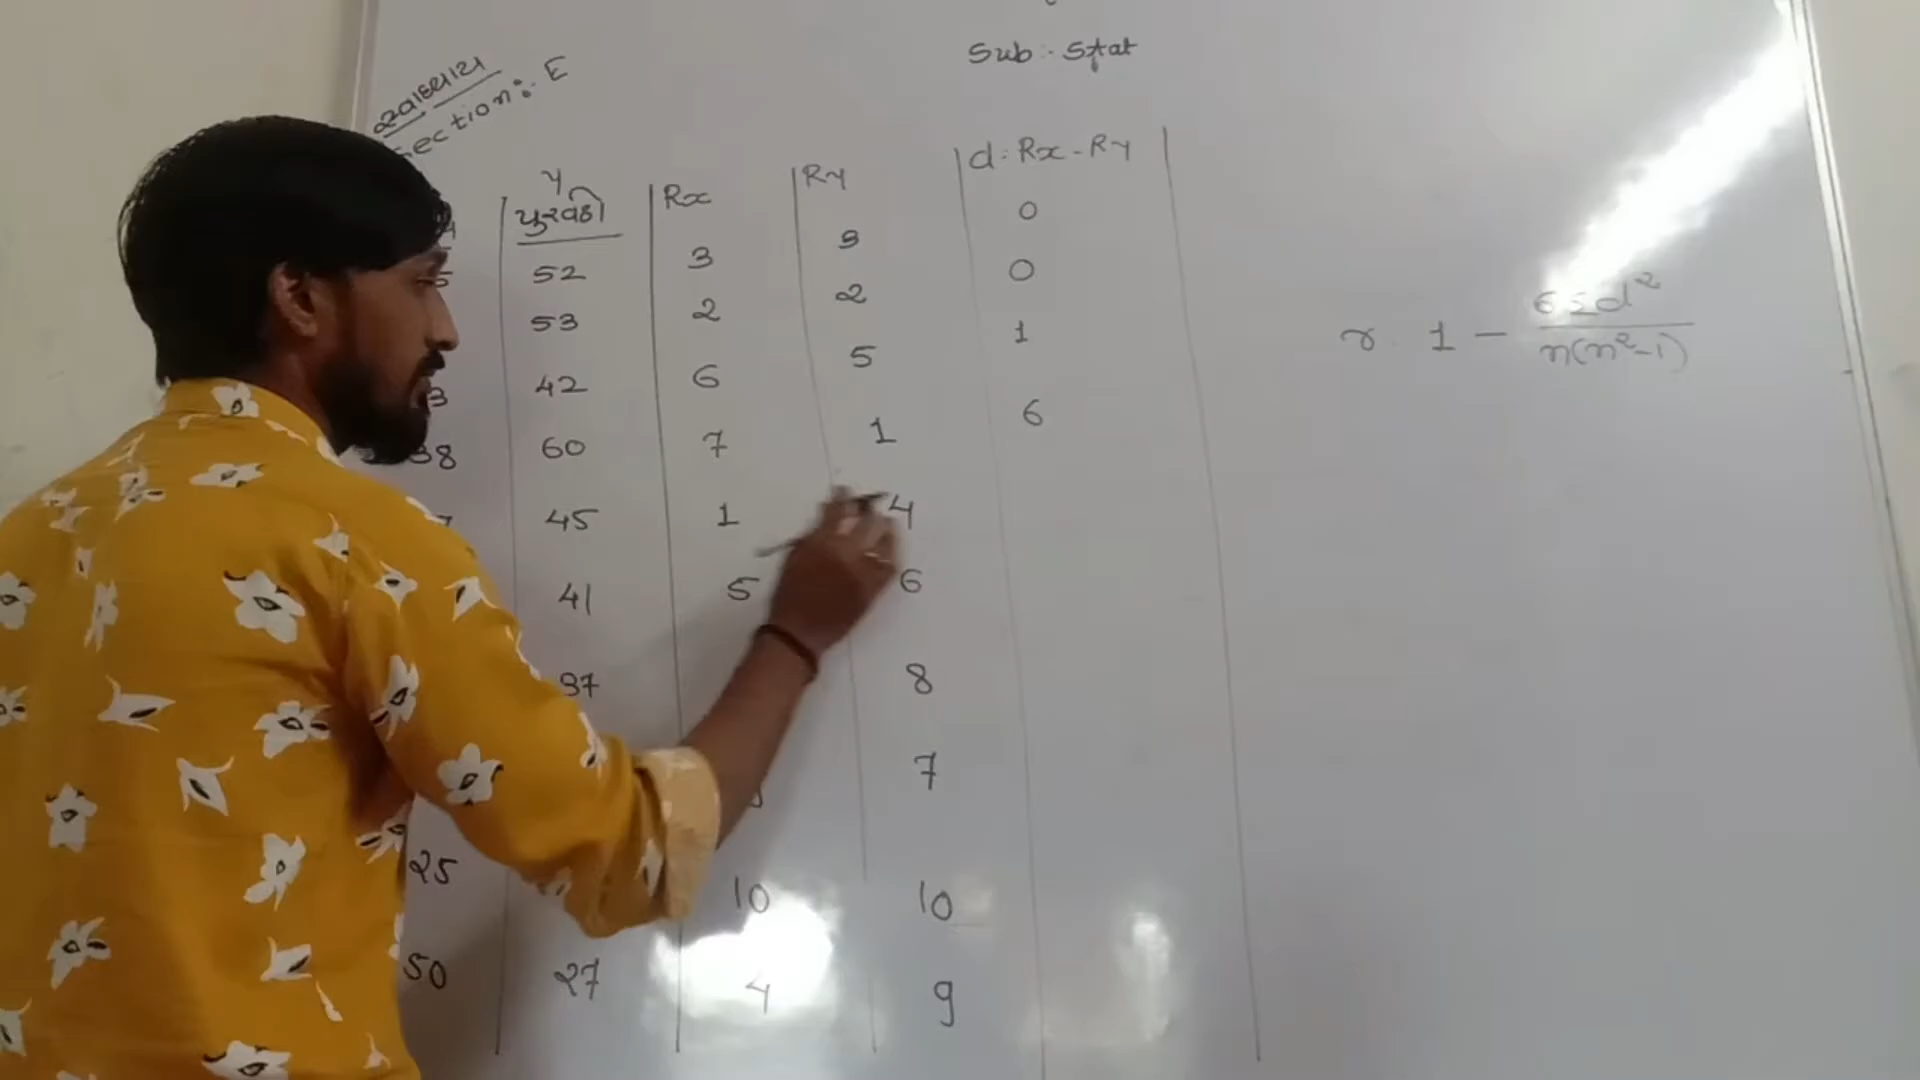 Sub :- Stat
સ્વાધ્યાય
Section :- E
y Rx Ry d = Rx - Ry
પુરવઠો
52 3 3 0
53 2 2 0
42 6 5 1
38 60 7 1 6
45 1 4
41 5 6
37 8
7
25 10 10
50 27 4 9
r = 1 - 6Σd² / n(n²-1)